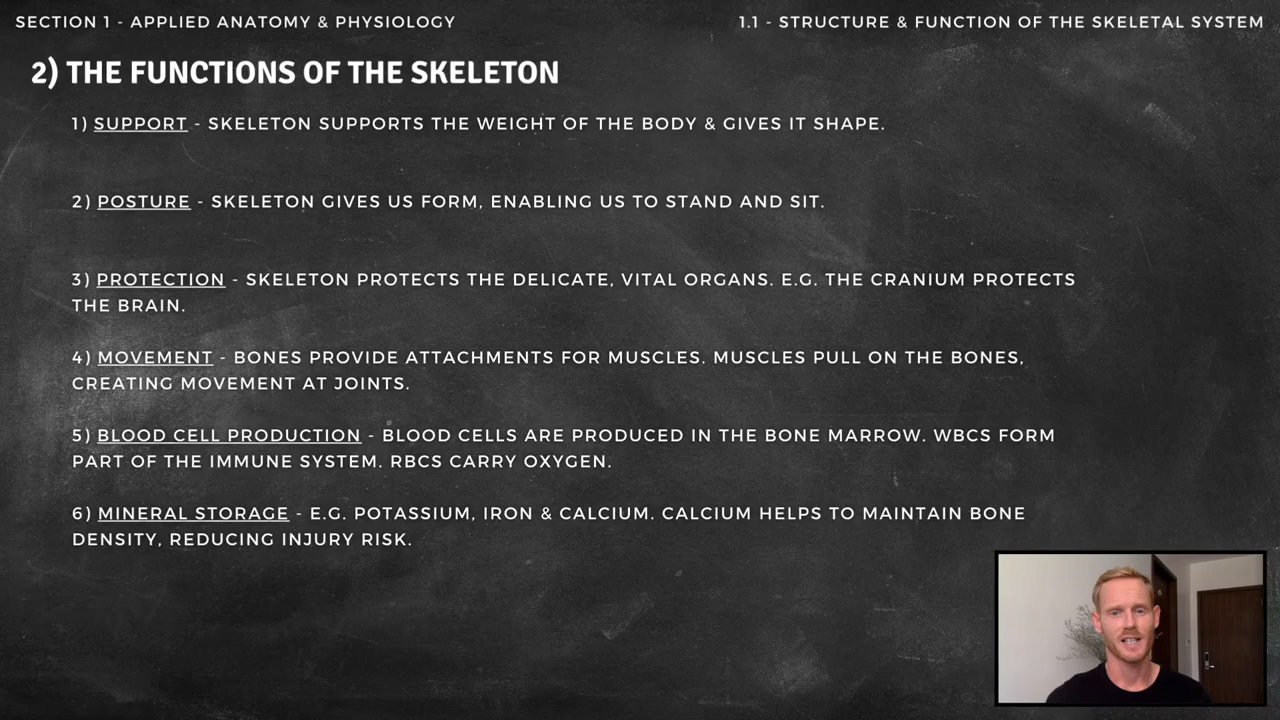 SECTION 1 - APPLIED ANATOMY & PHYSIOLOGY
1.1 - STRUCTURE & FUNCTION OF THE SKELETAL SYSTEM
2) THE FUNCTIONS OF THE SKELETON
1) SUPPORT - SKELETON SUPPORTS THE WEIGHT OF THE BODY & GIVES IT SHAPE.
2) POSTURE - SKELETON GIVES US FORM, ENABLING US TO STAND AND SIT.
3) PROTECTION - SKELETON PROTECTS THE DELICATE, VITAL ORGANS. E.G. THE CRANIUM PROTECTS
THE BRAIN.
4) MOVEMENT - BONES PROVIDE ATTACHMENTS FOR MUSCLES. MUSCLES PULL ON THE BONES,
CREATING MOVEMENT AT JOINTS.
5) BLOOD CELL PRODUCTION - BLOOD CELLS ARE PRODUCED IN THE BONE MARROW. WBCS FORM
PART OF THE IMMUNE SYSTEM. RBCS CARRY OXYGEN.
6) MINERAL STORAGE - E.G. POTASSIUM, IRON & CALCIUM. CALCIUM HELPS TO MAINTAIN BONE
DENSITY, REDUCING INJURY RISK.